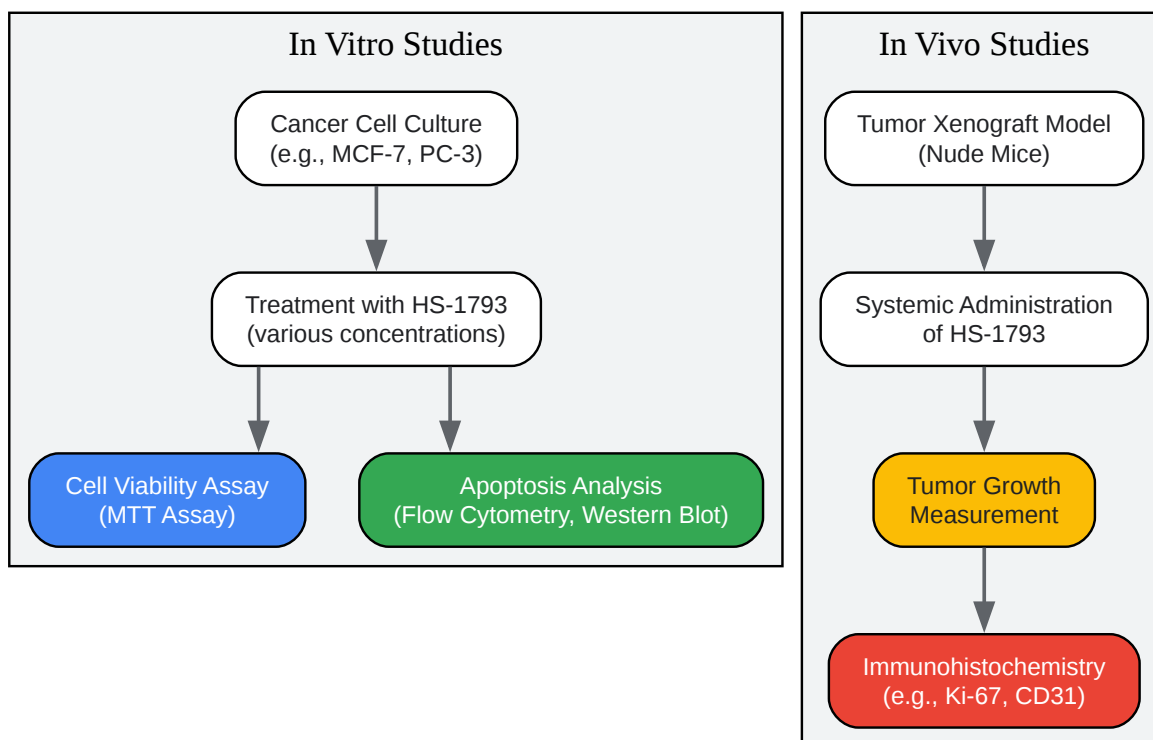 In Vitro Studies
Cancer Cell Culture
(e.g., MCF-7, PC-3)
Treatment with HS-1793
(various concentrations)
Cell Viability Assay
(MTT Assay)
Apoptosis Analysis
(Flow Cytometry, Western Blot)
In Vivo Studies
Tumor Xenograft Model
(Nude Mice)
Systemic Administration
of HS-1793
Tumor Growth
Measurement
Immunohistochemistry
(e.g., Ki-67, CD31)